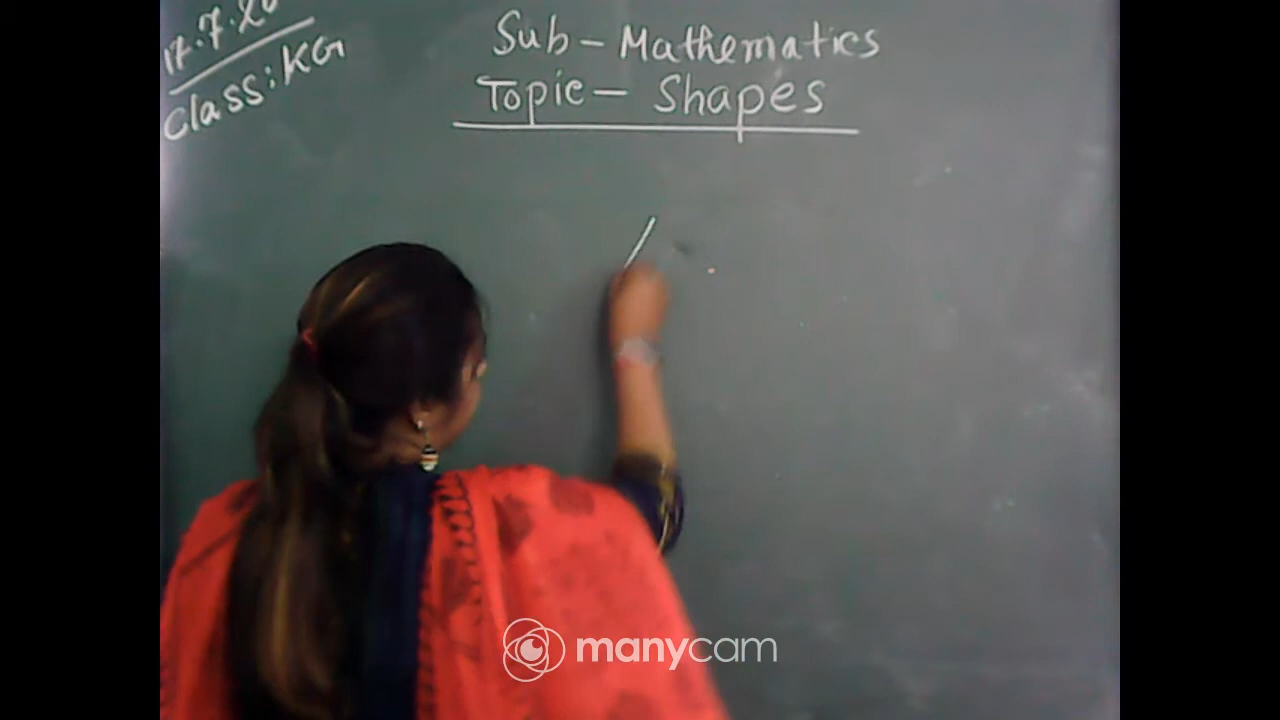 17.7.20
Class: KG
Sub - Mathematics
Topic - Shapes
manycam